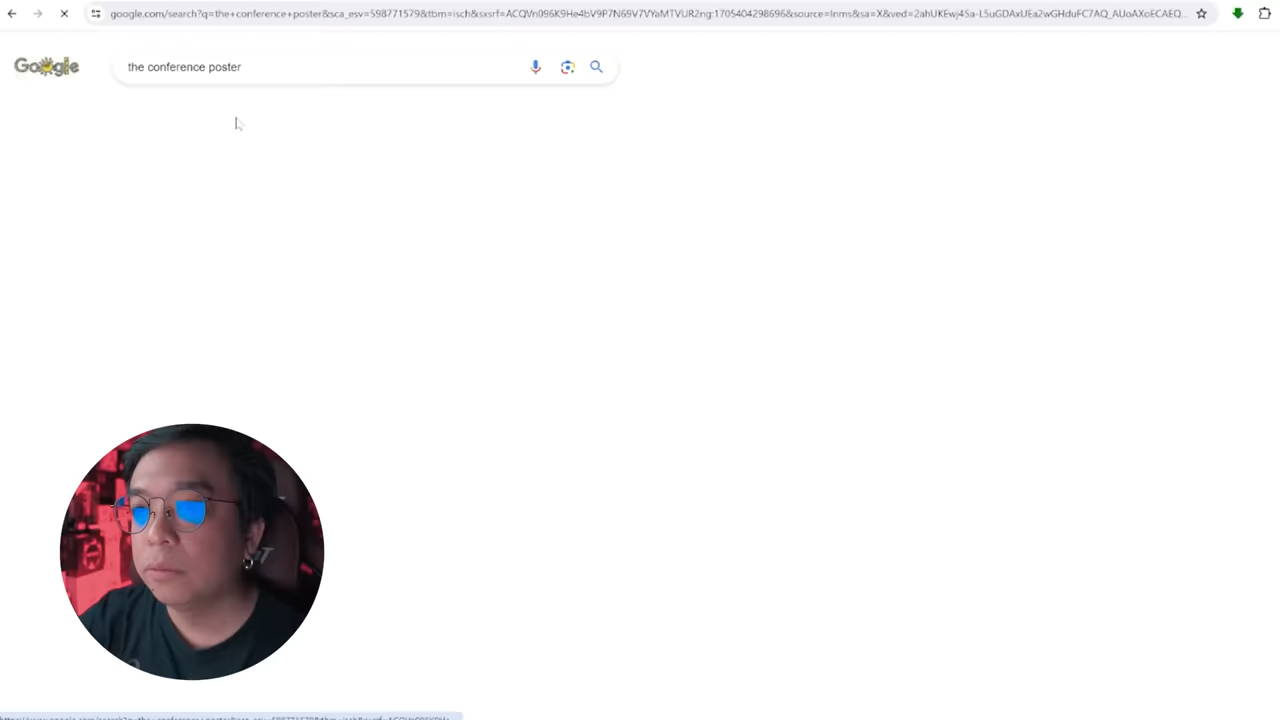 google.com/search?q=the+conference+poster&sca_esv=598771579&tbm=isch&sxsrf=ACQVn096K9He4bV9P7N69V7VYaMTVUR2ng:1705404298696&source=lnms&sa=X&ved=2ahUKEwj45a-L5uGDAxUEa2wGHduFC7AQ_AUoAXoECAEQ...
Google
the conference poster